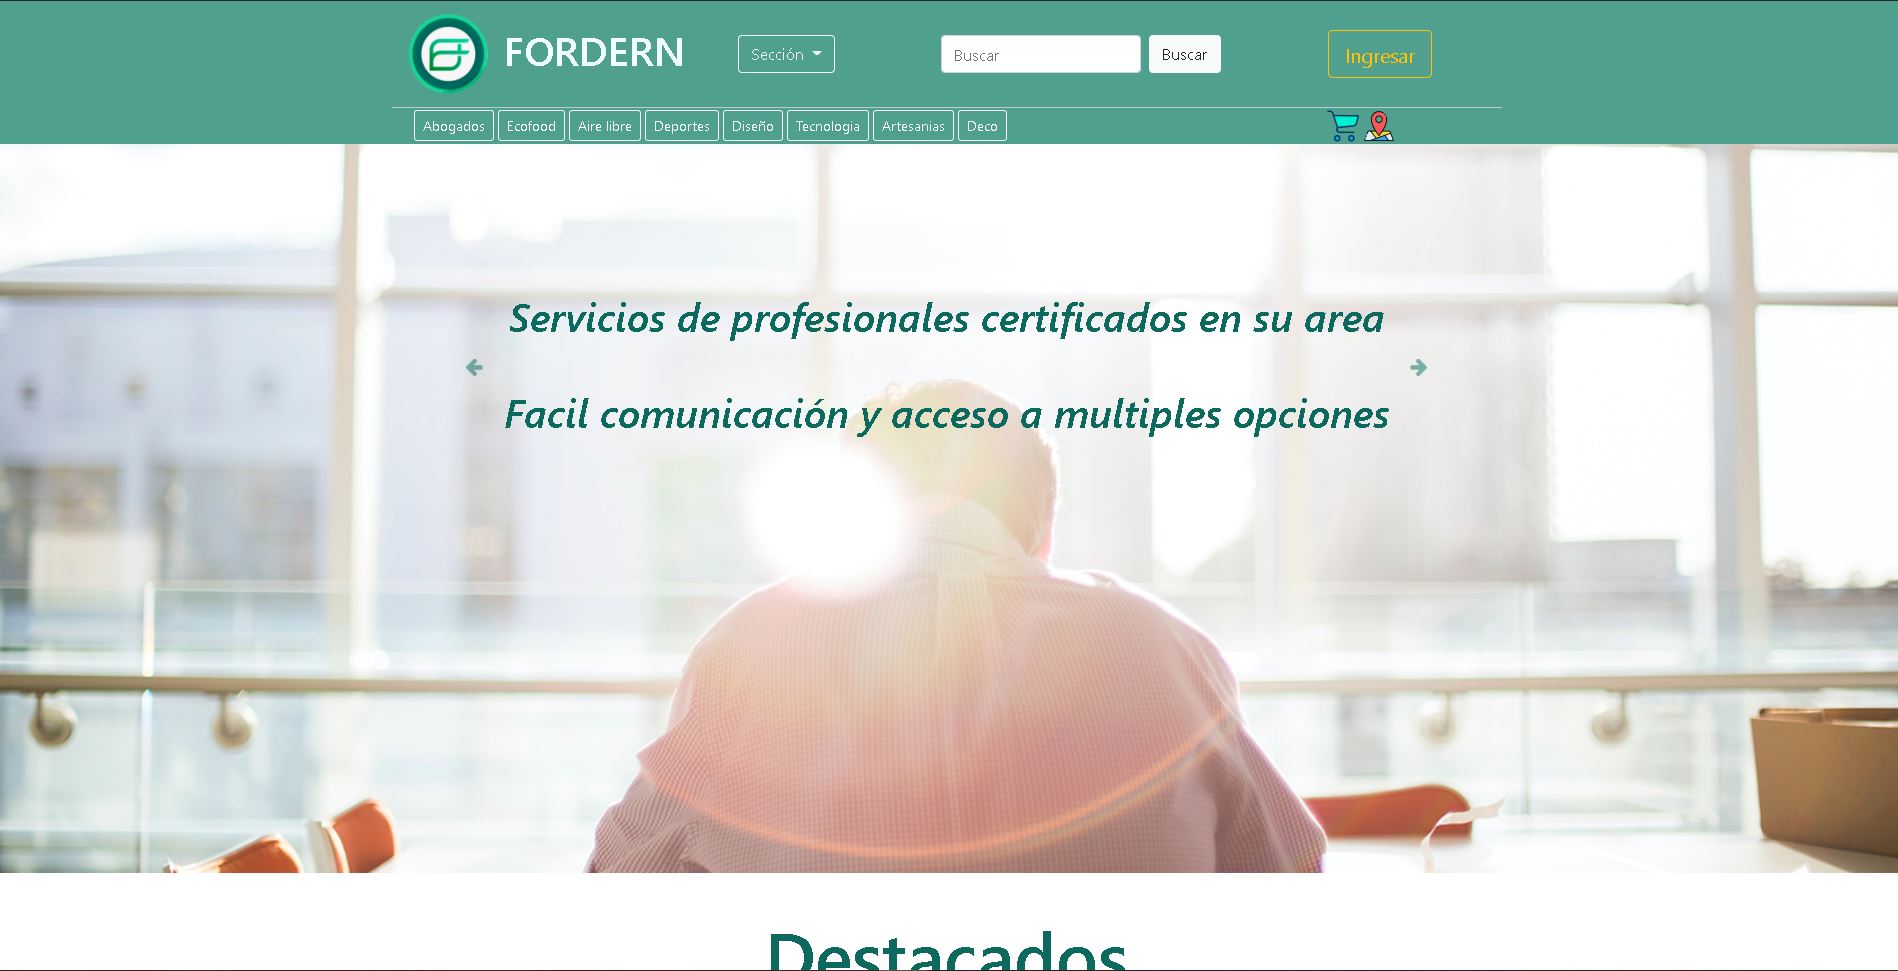 FORDERN
Sección
Buscar
Buscar
Ingresar
Abogados
Ecofood
Aire libre
Deportes
Diseño
Tecnologia
Artesanias
Deco
Servicios de profesionales certificados en su area
Facil comunicación y acceso a multiples opciones
Destacados